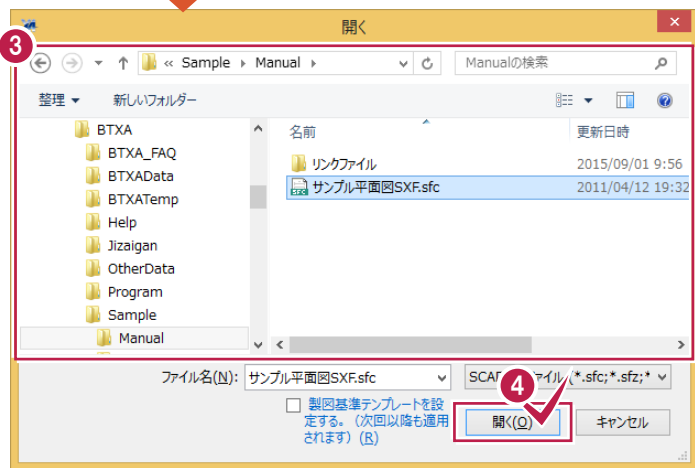 開く
3
« Sample ▸ Manual ▸
Manualの検索
整理 ▼ 新しいフォルダー
BTXA
BTXA_FAQ
BTXAData
BTXATemp
Help
Jizaigan
OtherData
Program
Sample
Manual
名前 更新日時
リンクファイル 2015/09/01 9:56
サンプル平面図SXF.sfc 2011/04/12 19:32
ファイル名(N): サンプル平面図SXF.sfc
(*.sfc;*.sfz;*
4
製図基準テンプレートを設
定する。(次回以降も適用
されます) (R)
開く(O) キャンセル